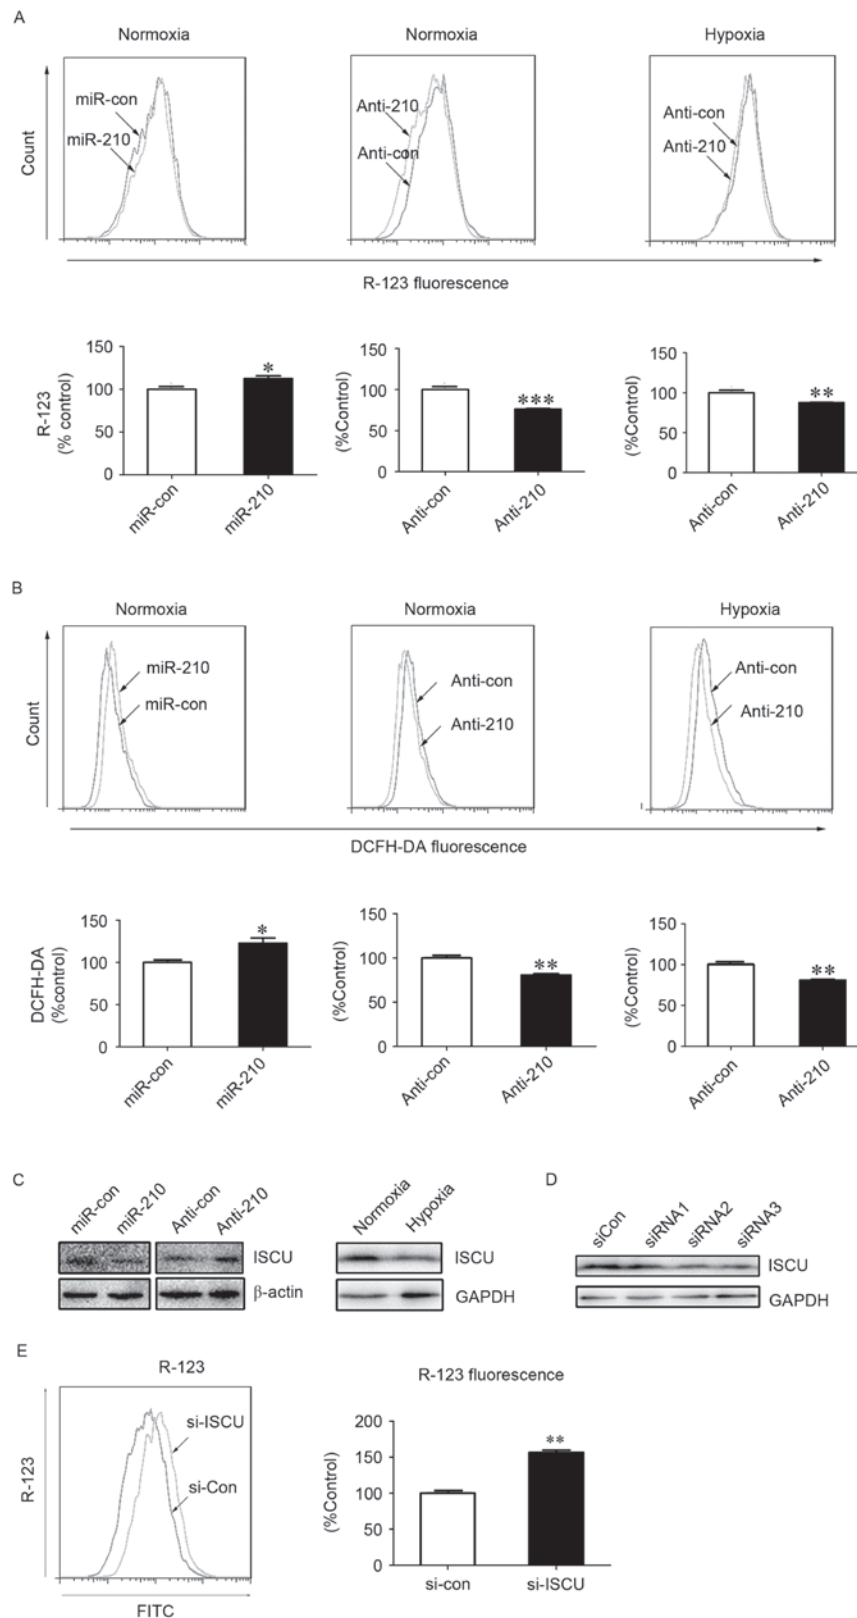 A
Normoxia
Normoxia
Hypoxia
Count
miR-con
miR-210
Anti-210
Anti-con
Anti-con
Anti-210
R-123 fluorescence
R-123
(% control)
150
100
50
0
*
miR-con
miR-210
(%Control)
150
100
50
0
***
Anti-con
Anti-210
(%Control)
150
100
50
0
**
Anti-con
Anti-210
B
Normoxia
Normoxia
Hypoxia
Count
miR-210
miR-con
Anti-con
Anti-210
Anti-con
Anti-210
DCFH-DA fluorescence
DCFH-DA
(%control)
150
100
50
0
*
miR-con
miR-210
(%Control)
150
100
50
0
**
Anti-con
Anti-210
(%Control)
150
100
50
0
**
Anti-con
Anti-210
C
miR-con
miR-210
Anti-con
Anti-210
ISCU
β-actin
Normoxia
Hypoxia
ISCU
GAPDH
D
siCon
siRNA1
siRNA2
siRNA3
ISCU
GAPDH
E
R-123
R-123
si-ISCU
si-Con
FITC
R-123 fluorescence
(%Control)
200
150
100
50
0
**
si-con
si-ISCU